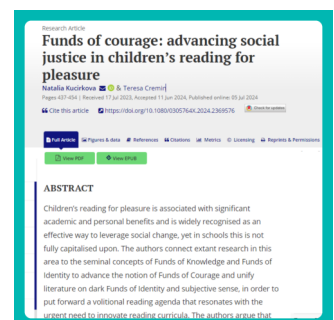 Research Article
Funds of courage: advancing social
justice in children's reading for
pleasure
Natalia Kucirkova & Teresa Cremin
Pages 437-454 | Received 17 Jul 2023, Accepted 11 Jun 2024, Published online: 05 Jul 2024
Cite this article https://doi.org/10.1080/0305764X.2024.2369576 Check for updates
Full Article Figures & data References Citations Metrics Licensing Reprints & Permissions
View PDF View EPUB
ABSTRACT
Children's reading for pleasure is associated with significant
academic and personal benefits and is widely recognised as an
effective way to leverage social change, yet in schools this is not
fully capitalised upon. The authors connect extant research in this
area to the seminal concepts of Funds of Knowledge and Funds of
Identity to advance the notion of Funds of Courage and unify
literature on dark Funds of Identity and subjective sense, in order to
put forward a volitional reading agenda that resonates with the
urgent need to innovate reading curricula. The authors argue that